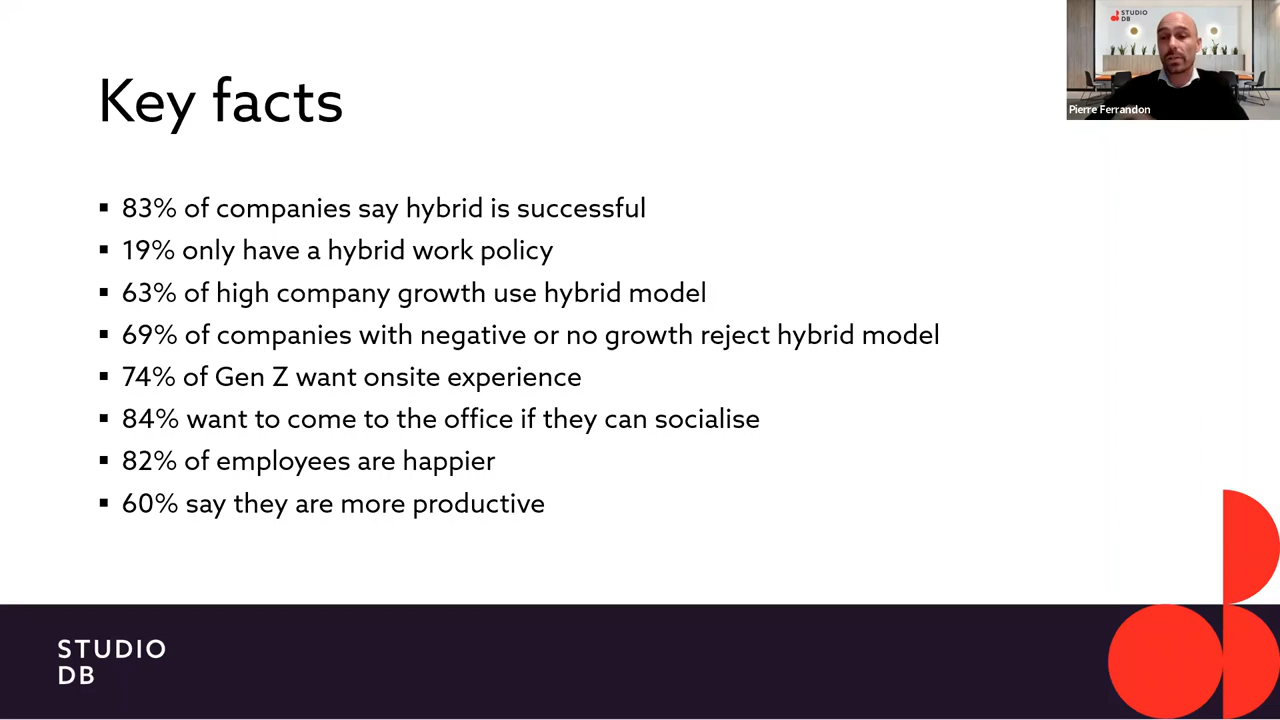 STUDIO
DB
Pierre Ferrandon
Key facts
83% of companies say hybrid is successful
19% only have a hybrid work policy
63% of high company growth use hybrid model
69% of companies with negative or no growth reject hybrid model
74% of Gen Z want onsite experience
84% want to come to the office if they can socialise
82% of employees are happier
60% say they are more productive
STUDIO
DB